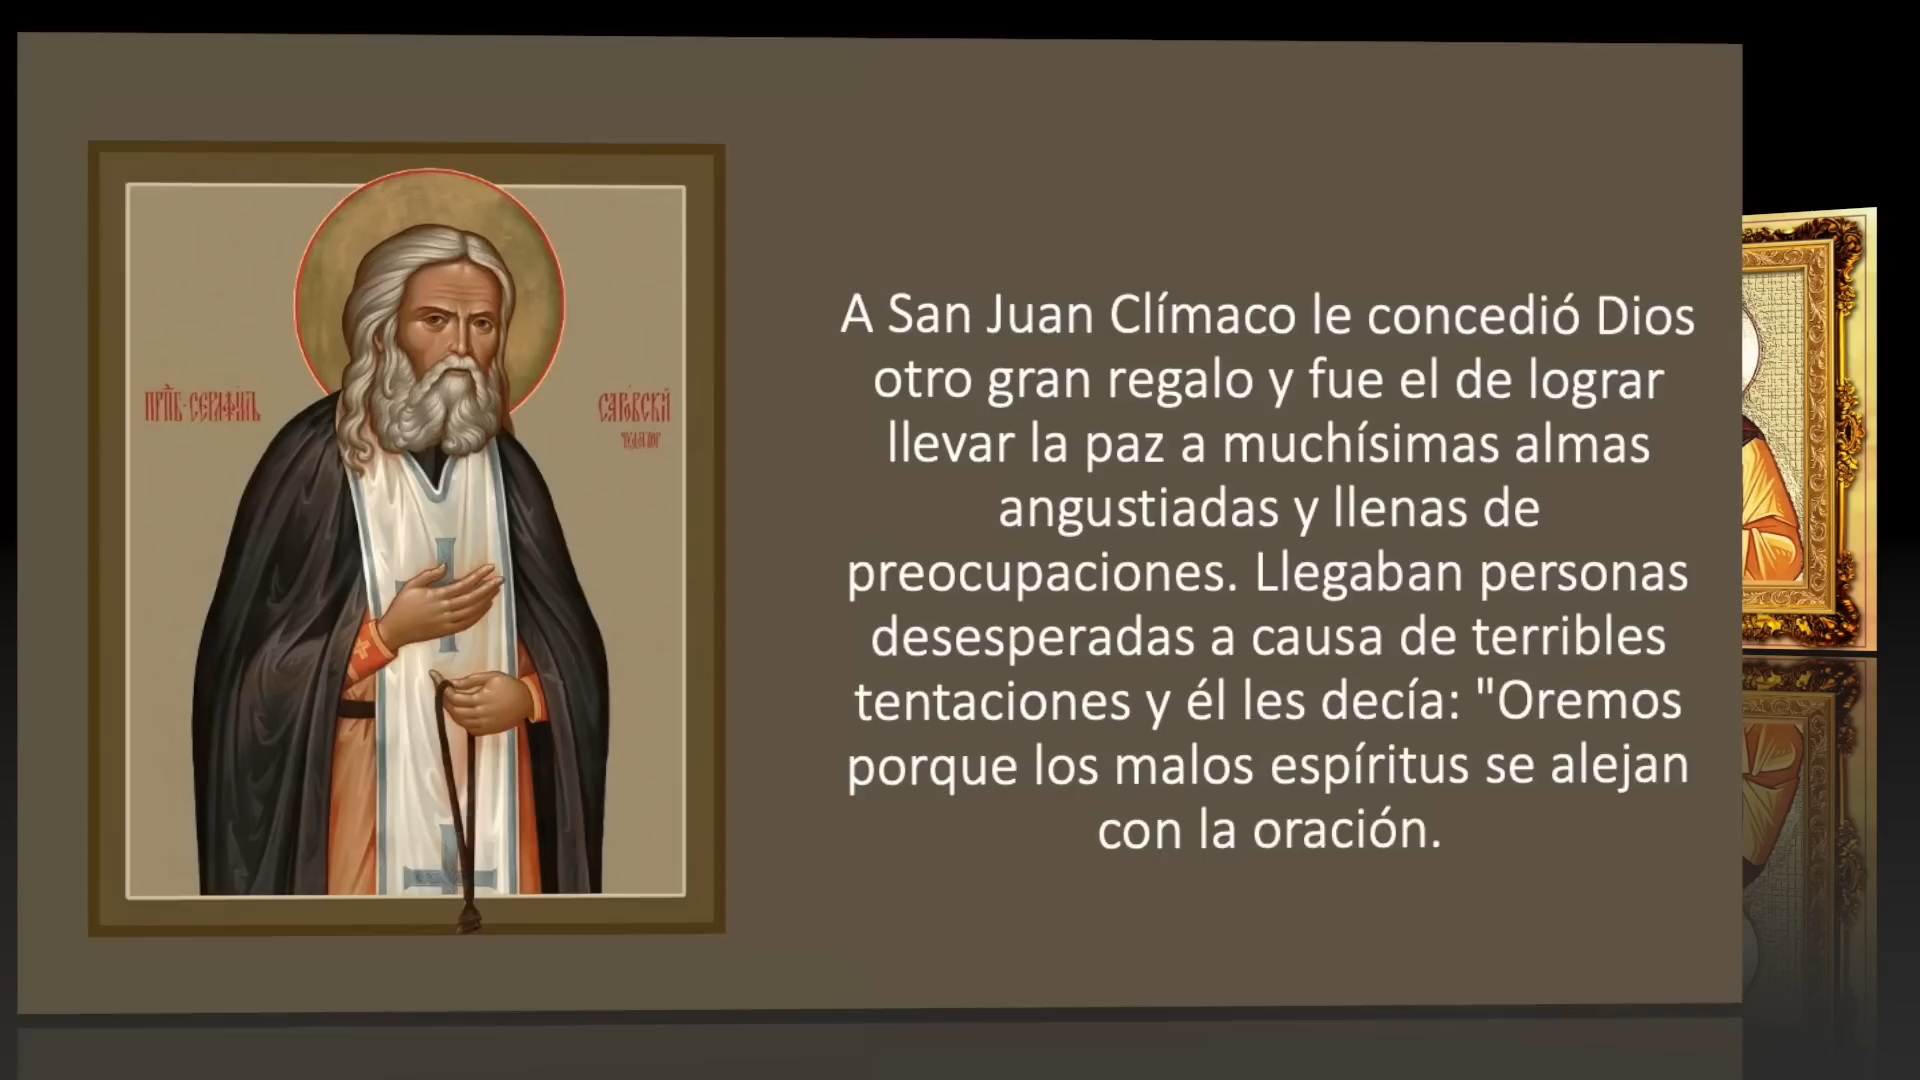 ПРПБ·СЕРАФИМЪ
САРОВСКИЙ
A San Juan Clímaco le concedió Dios
otro gran regalo y fue el de lograr
llevar la paz a muchísimas almas
angustiadas y llenas de
preocupaciones. Llegaban personas
desesperadas a causa de terribles
tentaciones y él les decía: "Oremos
porque los malos espíritus se alejan
con la oración.